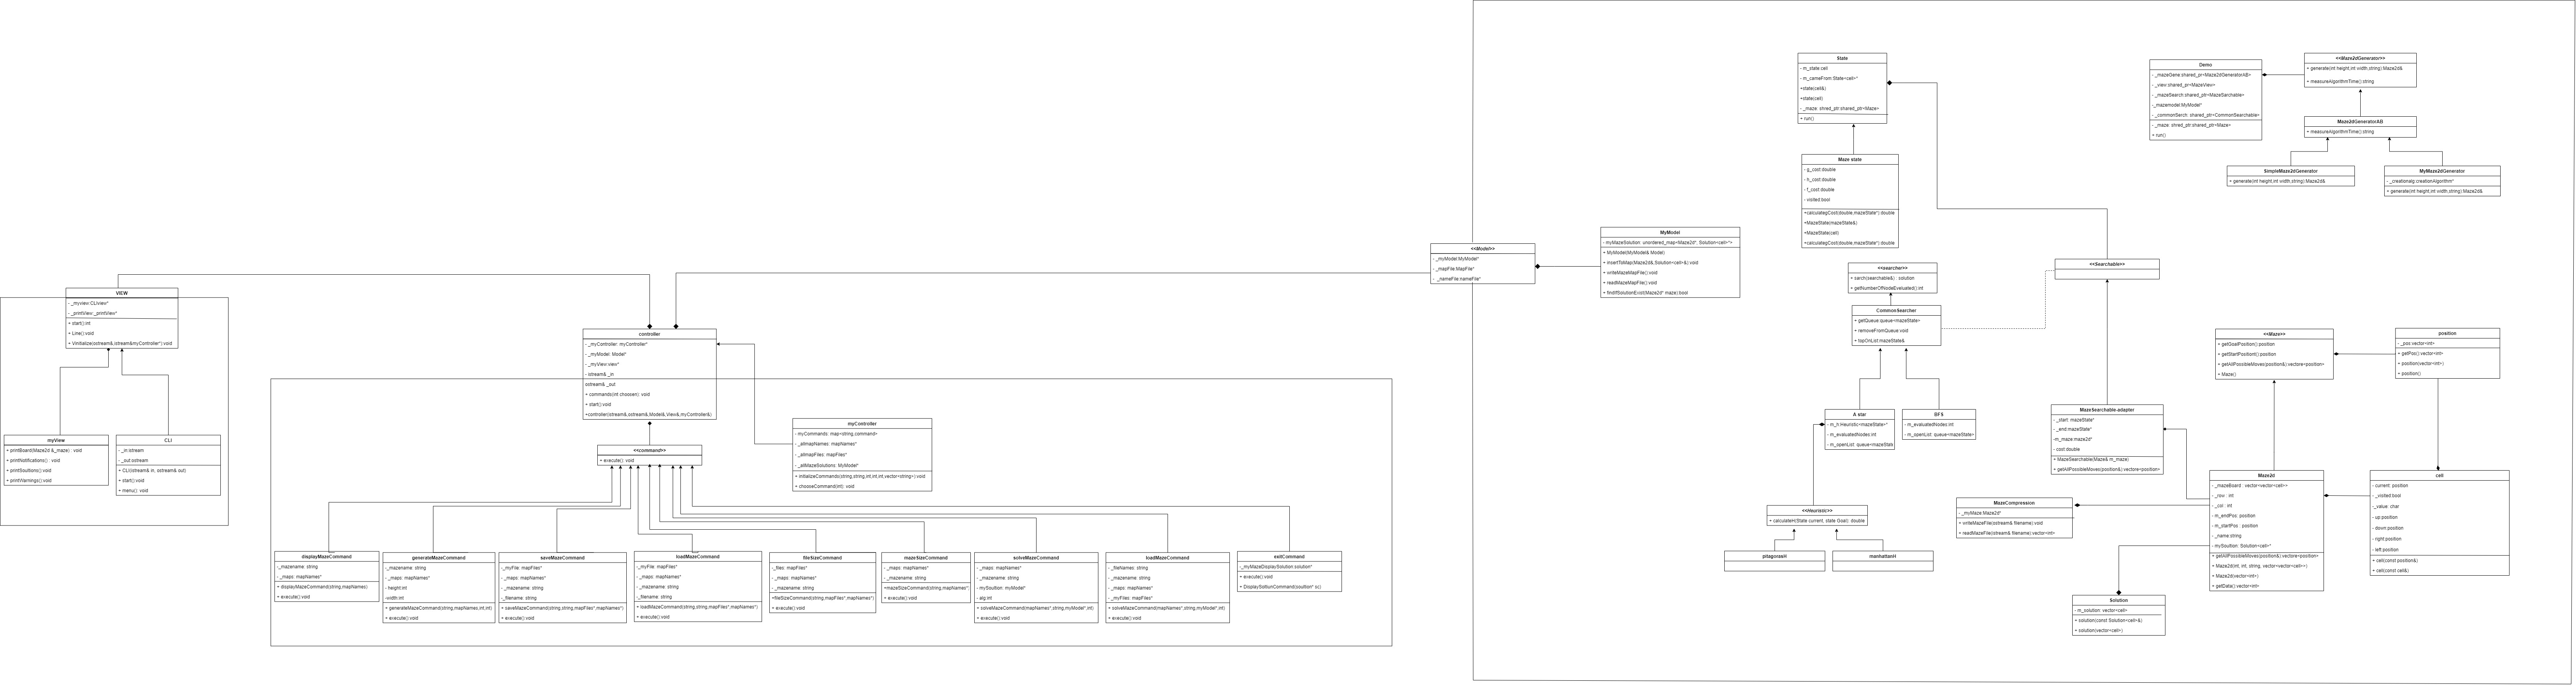 VIEW
- _myview:CLIview*
- _printView:_printView*
+ start():int
+ Line():void
+ VInitialize(ostream&,istream&myController*):void
myView
+ printBoard(Maze2d &_maze) : void
+ printNotifications() : void
+ printSoultions():void
+ printWarnings():void
CLI
- _in:istream
- _out:ostream
+ CLI(istream& in, ostream& out)
+ start():void
+ menu(): void
controller
- _myController: myController*
- _myModel: Model*
- _myView:view*
- istream& _in
ostream& _out
+ commands(int choosen): void
+ start():void
+controller(istream&,ostream&,Model&,View&,myController&)
<<command>>
+ execute(): void
myController
- myCommands: map<string,command>
- _allmapNames: mapNames*
- _allmapFiles: mapFiles*
- _allMazeSolutions: MyModel*
+ initializeCommands(string,string,int,int,int,vector<string>):void
+ chooseCommand(int): void
displayMazeCommand
-_mazename: string
- _maps: mapNames*
+ displayMazeCommand(string,mapNames)
+ execute():void
generateMazeCommand
-_mazename: string
- _maps: mapNames*
- height:int
-width:int
+ generateMazeCommand(string,mapNames,int,int)
+ execute():void
saveMazeCommand
-_myFile: mapFiles*
- _maps: mapNames*
- _mazename: string
-_filename: string
+ saveMazeCommand(string,string,mapFiles*,mapNames*)
+ execute():void
loadMazeCommand
-_myFile: mapFiles*
- _maps: mapNames*
-_mazename: string
-_filename: string
+ loadMazeCommand(string,string,mapFiles*,mapNames*)
+ execute():void
fileSizeCommand
-_files: mapFiles*
- _maps: mapNames*
- _mazename: string
+fileSizeCommand(string,mapFiles*,mapNames*)
+ execute():void
mazeSizeCommand
- _maps: mapNames*
- _mazename: string
+mazeSizeCommand(string,mapNames*)
+ execute():void
solveMazeCommand
- _maps: mapNames*
- _mazename: string
- mySoultion: myModel*
- alg:int
+ solveMazeCommand(mapNames*,string,myModel*,int)
+ execute():void
loadMazeCommand
- _fileNames: string
- _mazename: string
- _maps: mapNames*
- _myFiles: mapFiles*
+ solveMazeCommand(mapNames*,string,myModel*,int)
+ execute():void
exitCommand
-_myMazeDisplaySolution:solution*
+ execute():void
+ DisplaySoltiunCommand(soultion* s()
<<Model>>
- _myModel:MyModel*
- _mapFile:MapFile*
- _nameFile:nameFile*
MyModel
- myMazeSolution: unordered_map<Maze2d*, Solution<cell>*>
+ MyModel(MyModel& Model)
+ insertToMap(Maze2d&,Solution<cell>&):void
+ writeMazeMapFile():void
+ readMazeMapFile():void
+ findIfSolutionExist(Maze2d* maze):bool
State
- m_state:cell
- m_cameFrom:State<cell>*
+state(cell&)
+state(cell)
- _maze: shred_ptr:shared_ptr<Maze>
+ run()
Maze state
- g_cost:double
- h_cost:double
- f_cost:double
- visited:bool
+calculategCost(double,mazeState*):double
+MazeState(mazeState&)
+MazeState(cell)
+calculategCost(double,mazeState*):double
<<searcher>>
+ sarch(searchable&) : solution
+ getNumberOfNodeEvaluated():int
CommonSearcher
+ getQueue:queue<mazeState>
+ removeFromQueue:void
+ topOnList:mazeState&
A star
- m_h:Heuristic<mazeState>*
- m_evaluatedNodes:int
- m_openList: queue<mazeStat
BFS
- m_evaluatedNodes:int
- m_openList: queue<mazeState>
<<Heurisic>>
+ calculateH(State current, state Goal): double
pitagorasH
manhattanH
<<Searchable>>
MazeSearchable-adapter
- _start: mazeState*
- _end:mazeState*
-m_maze:maze2d*
- cost:double
+ MazeSearchable(Maze& m_maze)
+ getAllPosibleMoves(position&):vectore<position>
MazeCompression
- _myMaze:Maze2d*
+ writeMazeFile(ostream& filename):void
+ readMazeFile(istream& filename):vector<int>
Solution
- m_solution: vector<cell>
+ solution(const Solution<cell>&)
+ solution(vector<cell>)
Demo
- _mazeGene:shared_pr<Maze2dGeneratorAB>
- _view:shared_pr<MazeView>
- _mazeSearch:shared_ptr<MazeSarchable>
-_mazemodel:MyModel*
- _commonSerch: shared_ptr<CommonSearchable>
- _maze: shred_ptr:shared_ptr<Maze>
+ run()
<<Maze2dGenerator>>
+ generate(int height,int width,string):Maze2d&
+ measureAlgorithmTime():string
Maze2dGeneratorAB
+ measureAlgorithmTime():string
SimpleMaze2dGenerator
+ generate(int height,int width,string):Maze2d&
MyMaze2dGenerator
- _creationalg:creationAlgorithm*
+ generate(int height,int width,string):Maze2d&
<<Maze>>
+ getGoalPosition():position
+ getStartPositiont():position
+ getAllPossibleMoves(position&):vectore<position>
+ Maze()
position
- _pos:vector<int>
+ getPos():vector<int>
+ position(vector<int>)
+ position()
Maze2d
- _mazeBoard : vector<vector<cell>>
- _row : int
- _col : int
- m_endPos: position
- m_startPos : position
- _name:string
- mySoultion: Solution<cell>*
+ getAllPossibleMoves(position&):vectore<position>
+ Maze2d(int, int, string, vector<vector<cell>>)
+ Maze2d(vector<int>)
+ getData():vector<int>
cell
- current: position
- _visited:bool
-_value: char
- up:position
- down:position
- right:position
- left:position
+ cell(const position&)
+ cell(const cell&)